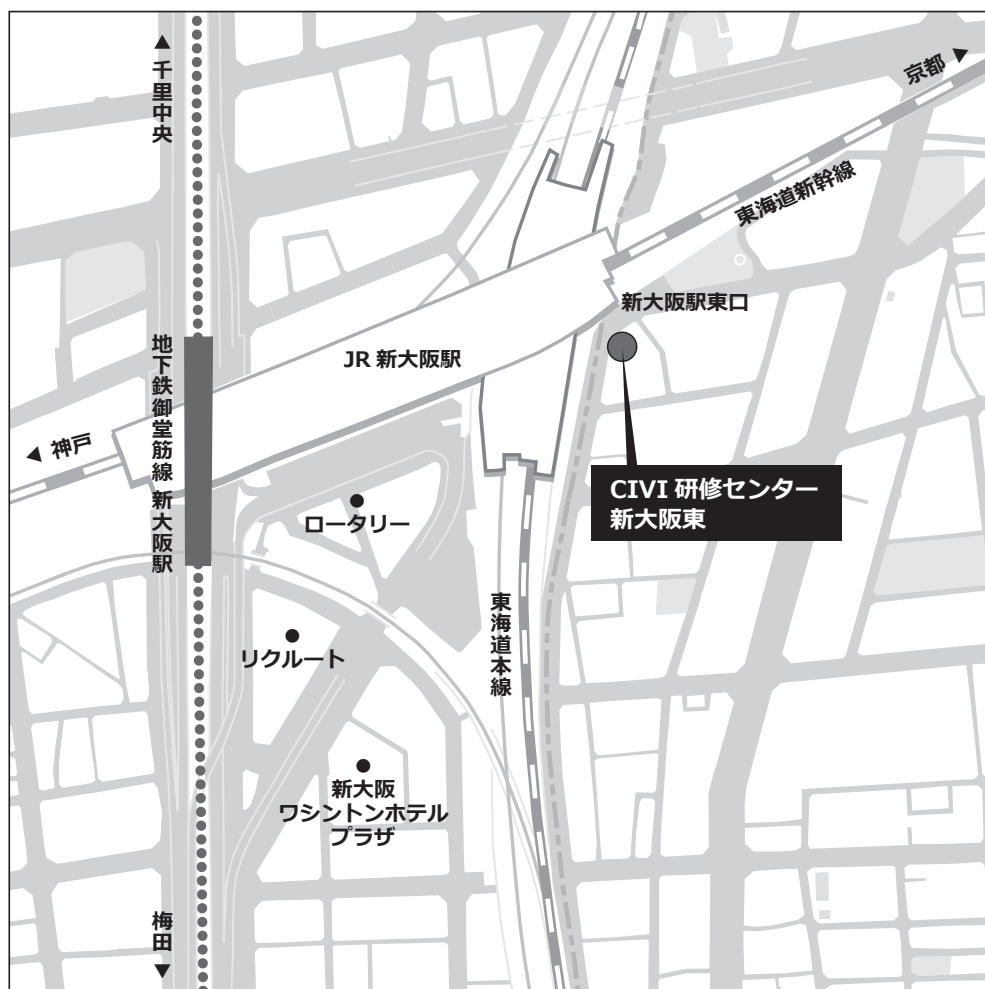 ▲千里中央
京都 ▶
東海道新幹線
新大阪駅東口
JR 新大阪駅
地下鉄御堂筋線 新大阪駅
◀ 神戸
CIVI 研修センター
新大阪東
ロータリー
東海道本線
リクルート
新大阪
ワシントンホテル
プラザ
梅田▼